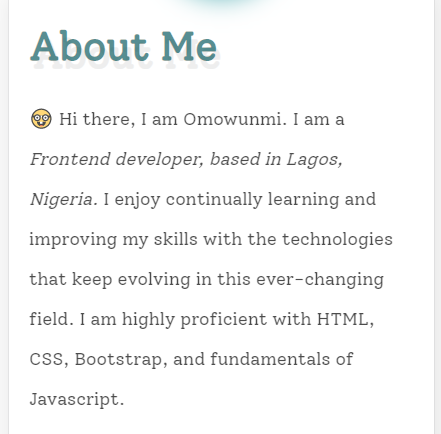 About Me
🤓 Hi there, I am Omowunmi. I am a
Frontend developer, based in Lagos,
Nigeria. I enjoy continually learning and
improving my skills with the technologies
that keep evolving in this ever-changing
field. I am highly proficient with HTML,
CSS, Bootstrap, and fundamentals of
Javascript.